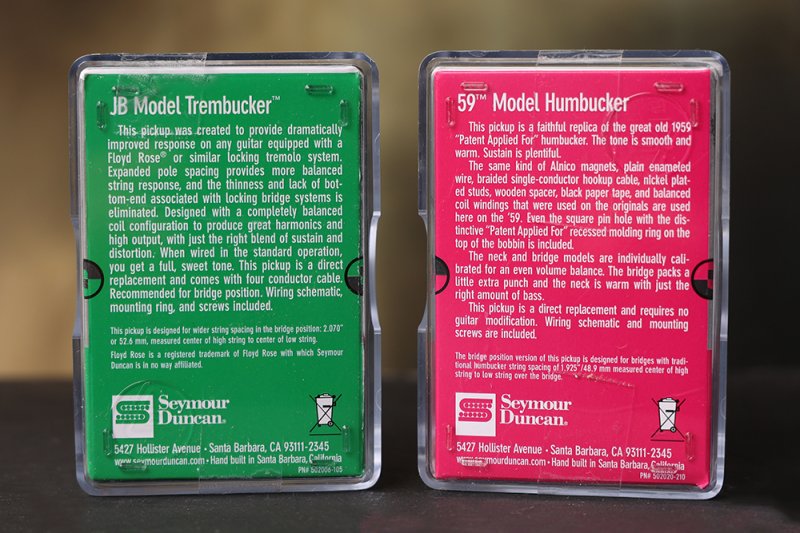 JB Model Trembucker™
This pickup was created to provide dramatically
improved response on any guitar equipped with a
Floyd Rose® or similar locking tremolo system.
Expanded pole spacing provides more balanced
string response, and the thinness and lack of bot-
tom-end associated with locking bridge systems is
eliminated. Designed with a completely balanced
coil configuration to produce great harmonics and
high output, with just the right blend of sustain and
distortion. When wired in the standard operation,
you get a full, sweet tone. This pickup is a direct
replacement and comes with four conductor cable.
Recommended for bridge position. Wiring schematic,
mounting ring, and screws included.
This pickup is designed for wider string spacing in the bridge position: 2.070"
or 52.6 mm, measured center of high string to center of low string.
Floyd Rose is a registered trademark of Floyd Rose with which Seymour
Duncan is in no way affiliated.
Seymour
Duncan®
5427 Hollister Avenue • Santa Barbara, CA 93111-2345
www.seymourduncan.com • Hand built in Santa Barbara, California
PN# 502006-105
59™ Model Humbucker
This pickup is a faithful replica of the great old 1959
"Patent Applied For" humbucker. The tone is smooth and
warm. Sustain is plentiful.
The same kind of Alnico magnets, plain enameled
wire, braided single-conductor hookup cable, nickel plat-
ed studs, wooden spacer, black paper tape, and balanced
coil windings that were used on the originals are used
here on the '59. Even the square pin hole with the dis-
tinctive "Patent Applied For" recessed molding ring on the
top of the bobbin is included.
The neck and bridge models are individually cali-
brated for an even volume balance. The bridge packs a
little extra punch and the neck is warm with just the
right amount of bass.
This pickup is a direct replacement and requires no
guitar modification. Wiring schematic and mounting
screws are included.
The bridge position version of this pickup is designed for bridges with tradi-
tional humbucker string spacing of 1.925"/48.9 mm measured center of high
string to low string over the bridge.
Seymour
Duncan®
5427 Hollister Avenue • Santa Barbara, CA 93111-2345
www.seymourduncan.com • Hand built in Santa Barbara, California
PN# 502020-210